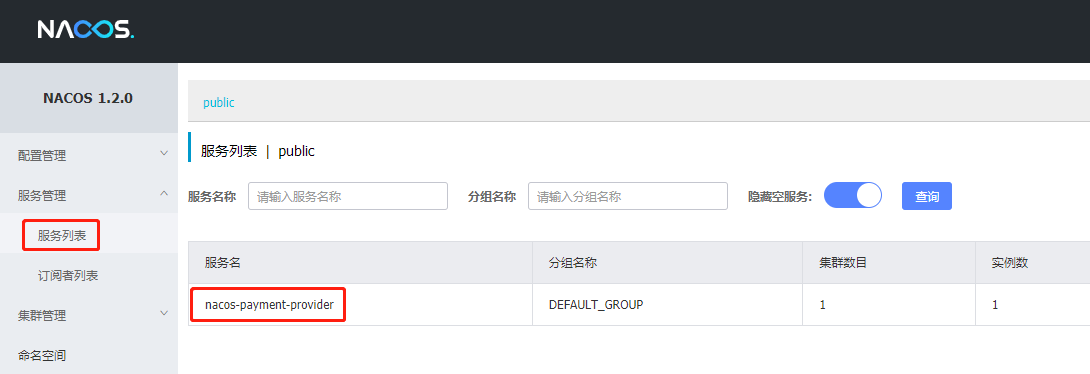 NACOS.
NACOS 1.2.0
配置管理
服务管理
服务列表
订阅者列表
集群管理
命名空间
public
服务列表 | public
服务名称 请输入服务名称 分组名称 请输入分组名称 隐藏空服务: 查询
服务名 分组名称 集群数目 实例数
nacos-payment-provider DEFAULT_GROUP 1 1